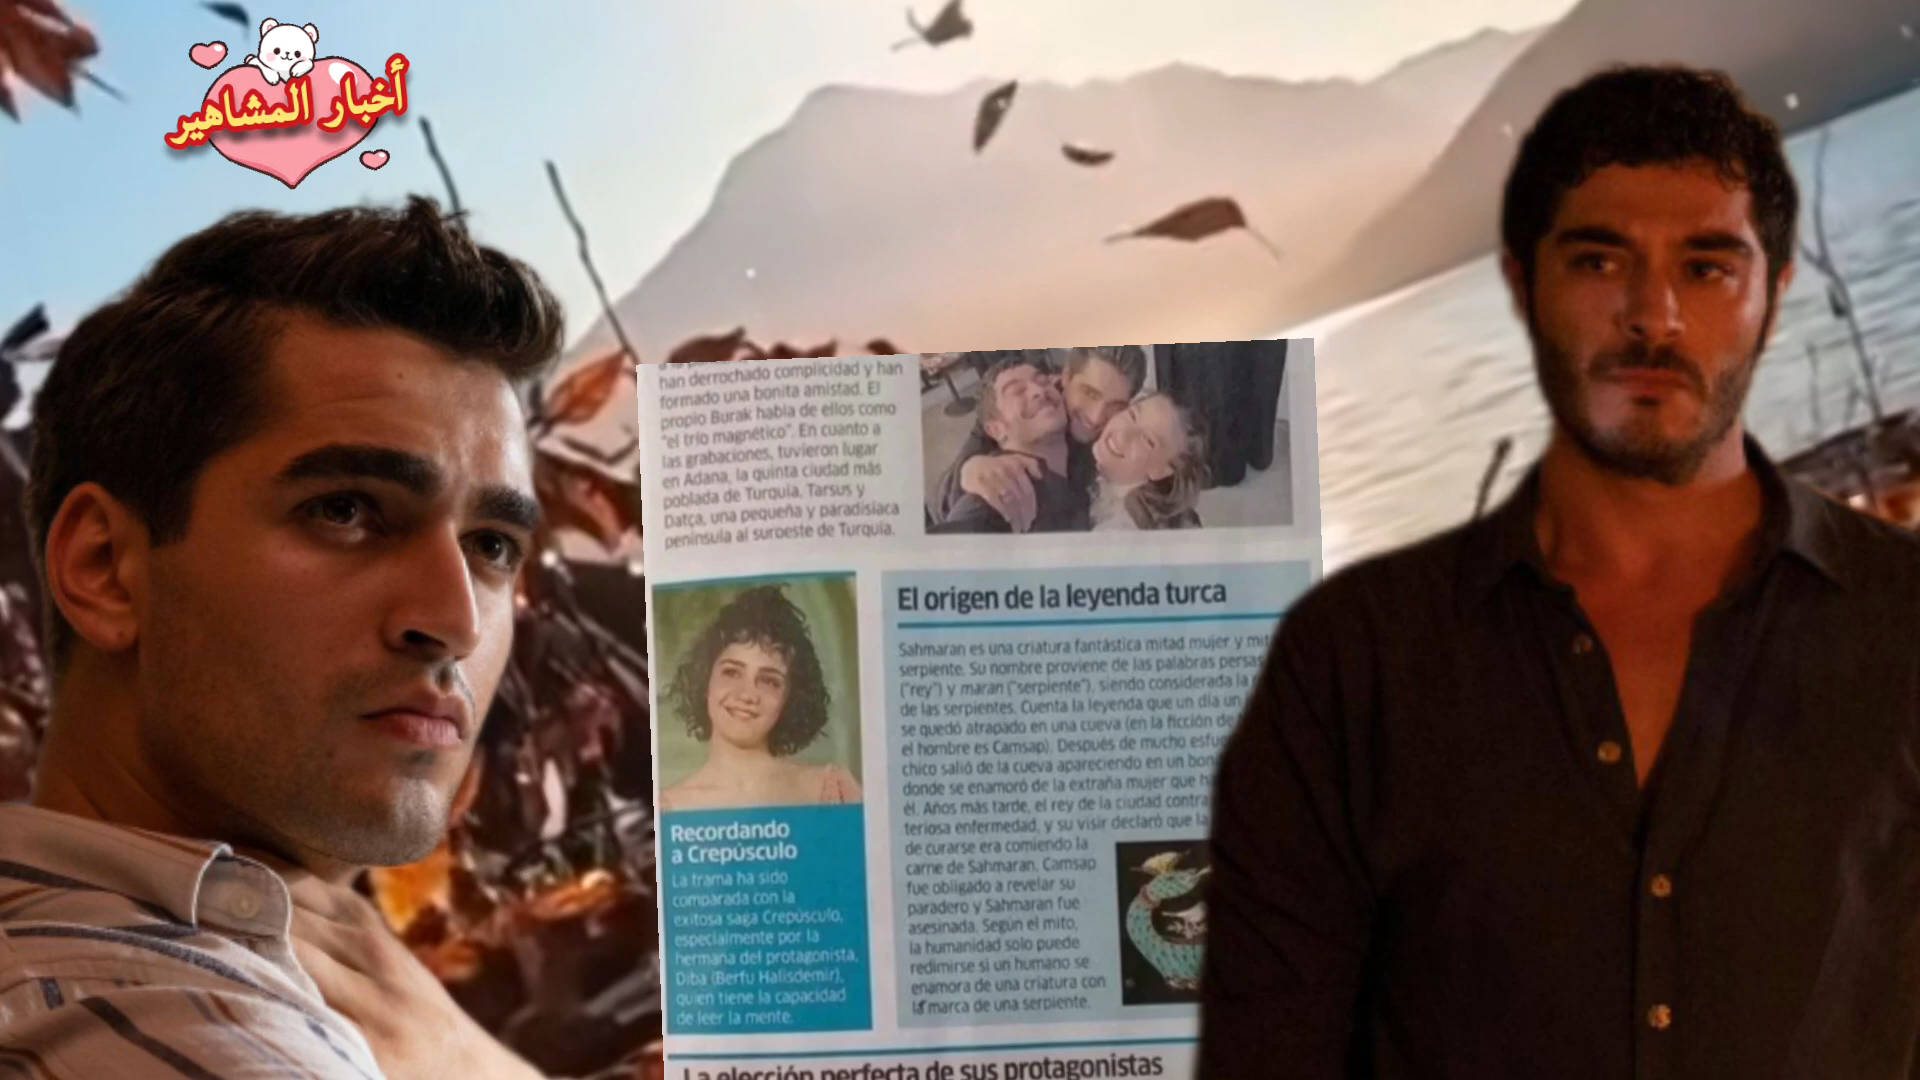 أخبار المشاهير
han derrochado complicidad y han
formado una bonita amistad. El
propio Burak habla de ellos como
"el trío magnético". En cuanto a
las grabaciones, tuvieron lugar
en Adana, la quinta ciudad más
poblada de Turquía, Tarsus y
Datça, una pequeña y paradisíaca
península al suroeste de Turquía.
Recordando
a Crepúsculo
La trama ha sido
comparada con la
exitosa saga Crepúsculo,
especialmente por la
hermana del protagonista,
Diba (Berfu Halisdemir),
quien tiene la capacidad
de leer la mente.
El origen de la leyenda turca
Sahmaran es una criatura fantástica mitad mujer y mit
serpiente. Su nombre proviene de las palabras persas
("rey") y maran ("serpiente"), siendo considerada la
de las serpientes. Cuenta la leyenda que un día un
se quedó atrapado en una cueva (en la ficción de
el hombre es Camsap). Después de mucho esfue
chico salió de la cueva apareciendo en un bon
donde se enamoró de la extraña mujer que ha
él. Años más tarde, el rey de la ciudad contra
teriosa enfermedad, y su visir declaró que la
de curarse era comiendo la
carne de Sahmaran. Camsap
fue obligado a revelar su
paradero y Sahmaran fue
asesinada. Según el mito,
la humanidad solo puede
redimirse si un humano se
enamora de una criatura con
la marca de una serpiente.
La elección perfecta de sus protagonistas